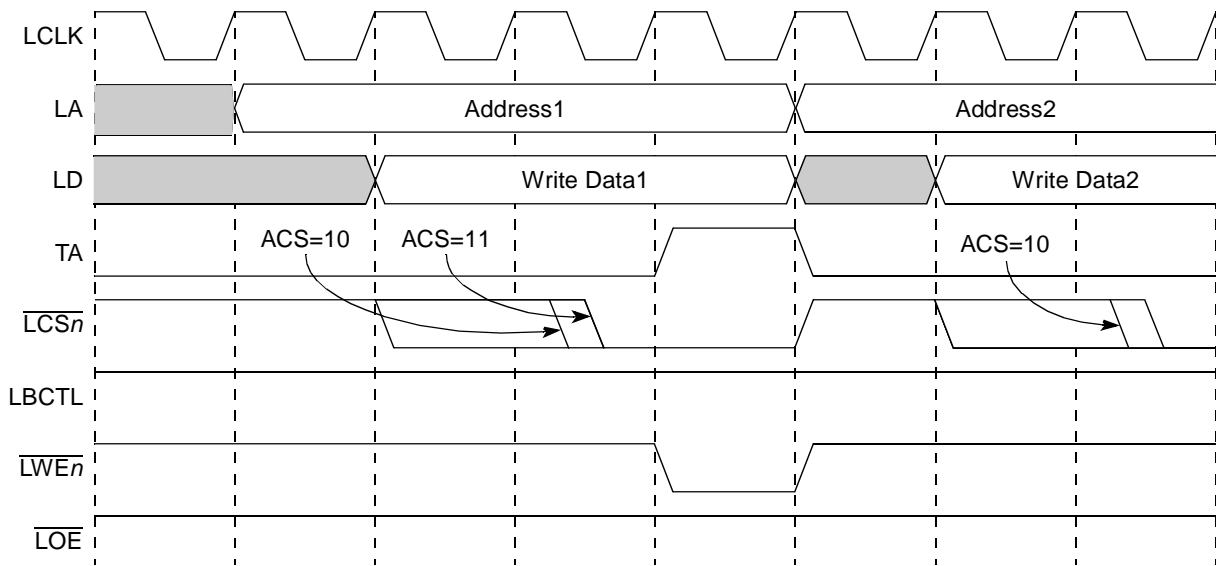 LCLK
LA Address1 Address2
LD Write Data1 Write Data2
TA ACS=10 ACS=11 ACS=10
LCSn
LBCTL
LWEn
LOE